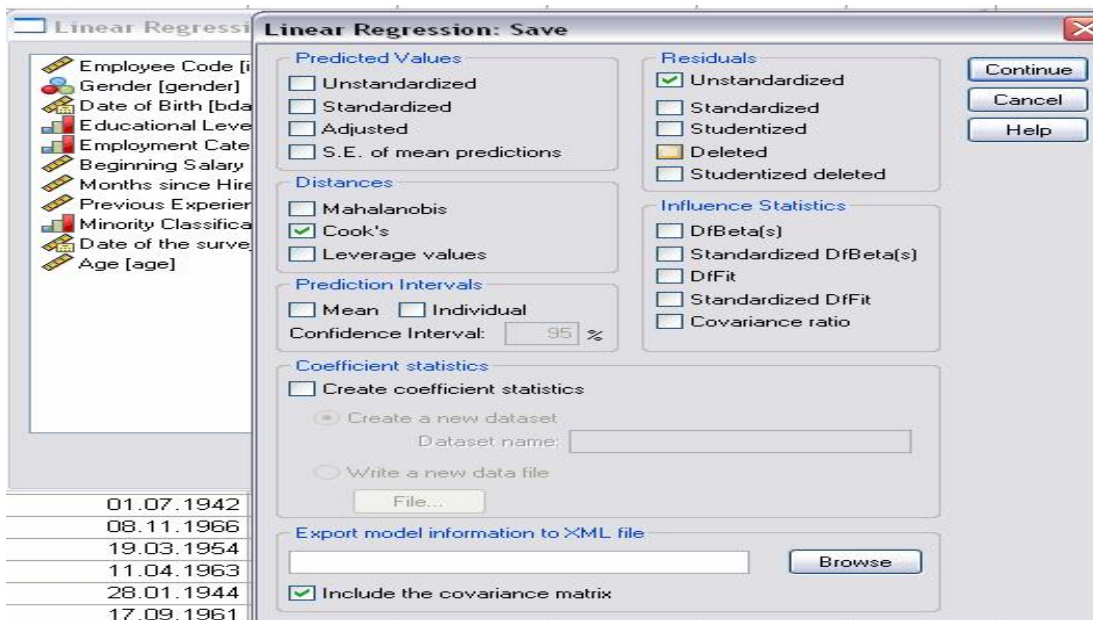 Linear Regressi
Linear Regression: Save
Employee Code [i
Gender [gender]
Date of Birth [bda
Educational Leve
Employment Cate
Beginning Salary
Months since Hire
Previous Experien
Minority Classifica
Date of the surve
Age [age]
Predicted Values
Unstandardized
Standardized
Adjusted
S.E. of mean predictions
Distances
Mahalanobis
Cook's
Leverage values
Prediction Intervals
Mean Individual
Confidence Interval: 95 %
Residuals
Unstandardized
Standardized
Studentized
Deleted
Studentized deleted
Influence Statistics
DfBeta(s)
Standardized DfBeta(s)
DfFit
Standardized DfFit
Covariance ratio
Continue
Cancel
Help
Coefficient statistics
Create coefficient statistics
Create a new dataset
Dataset name:
Write a new data file
File...
Export model information to XML file
Browse
Include the covariance matrix
01.07.1942
08.11.1966
19.03.1954
11.04.1963
28.01.1944
17.09.1961